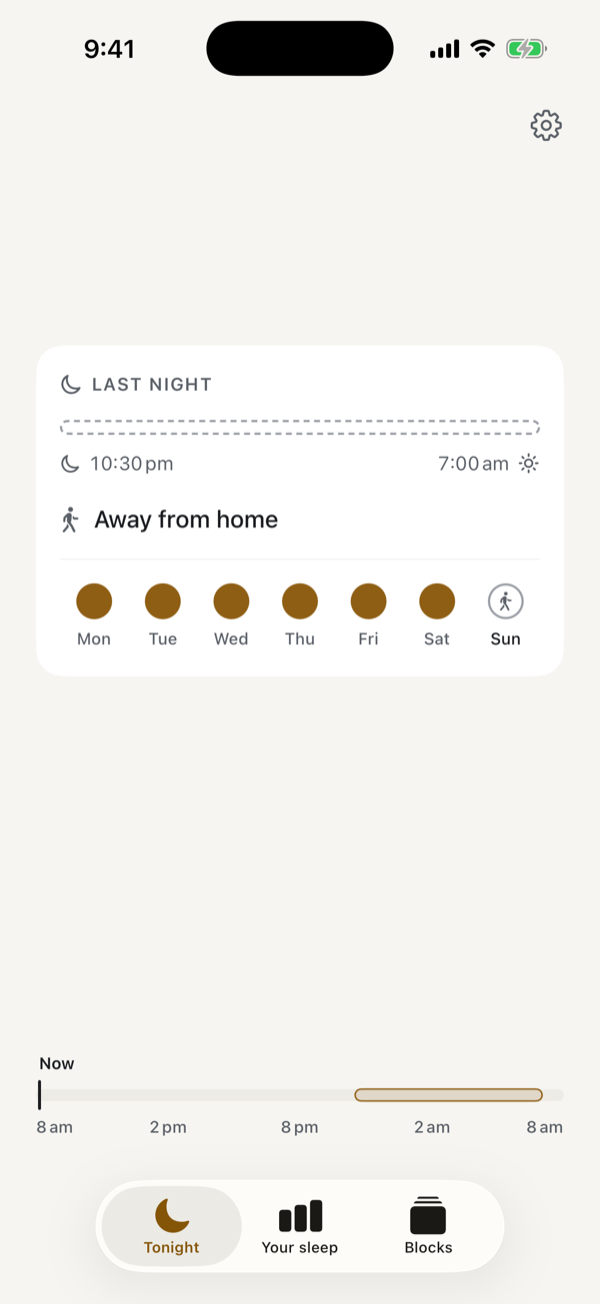 9:41
LAST NIGHT
10:30 pm 7:00 am
Away from home
Mon Tue Wed Thu Fri Sat Sun
Now
8 am 2 pm 8 pm 2 am 8 am
Tonight Your sleep Blocks